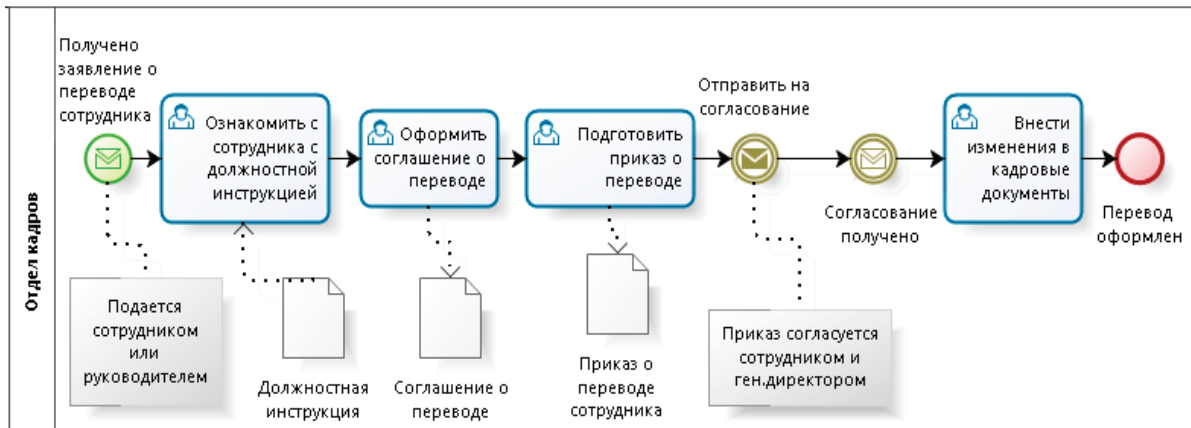 Отдел кадров
Получено
заявление о
переводе
сотрудника
Ознакомить с
сотрудника с
должностной
инструкцией
Оформить
соглашение о
переводе
Подготовить
приказ о
переводе
Отправить на
согласование
Согласование
получено
Внести
изменения в
кадровые
документы
Перевод
оформлен
Подается
сотрудником
или
руководителем
Должностная
инструкция
Соглашение о
переводе
Приказ о
переводе
сотрудника
Приказ согласуется
сотрудником и
ген.директором